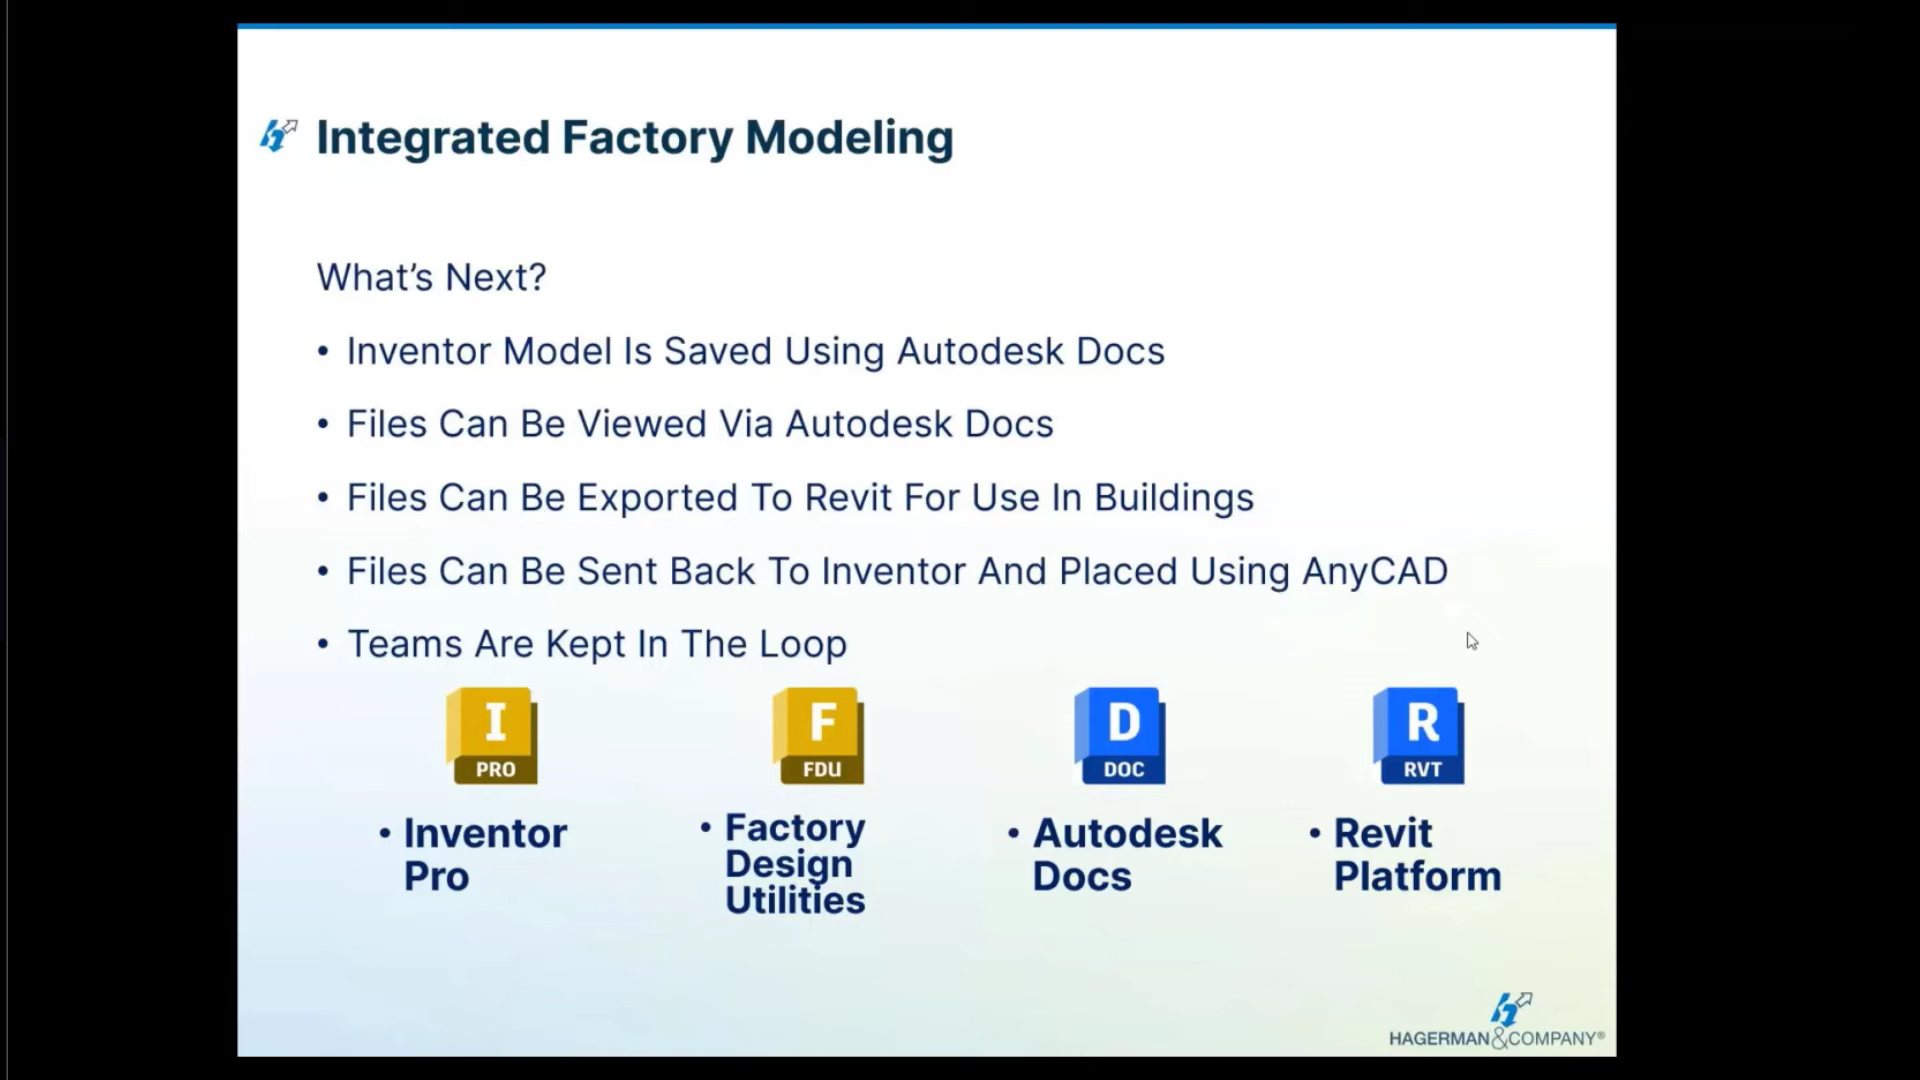 Integrated Factory Modeling
What's Next?
• Inventor Model Is Saved Using Autodesk Docs
• Files Can Be Viewed Via Autodesk Docs
• Files Can Be Exported To Revit For Use In Buildings
• Files Can Be Sent Back To Inventor And Placed Using AnyCAD
• Teams Are Kept In The Loop
I
PRO
F
FDU
D
DOC
R
RVT
• Inventor
Pro
• Factory
Design
Utilities
• Autodesk
Docs
• Revit
Platform
HAGERMAN&COMPANY®